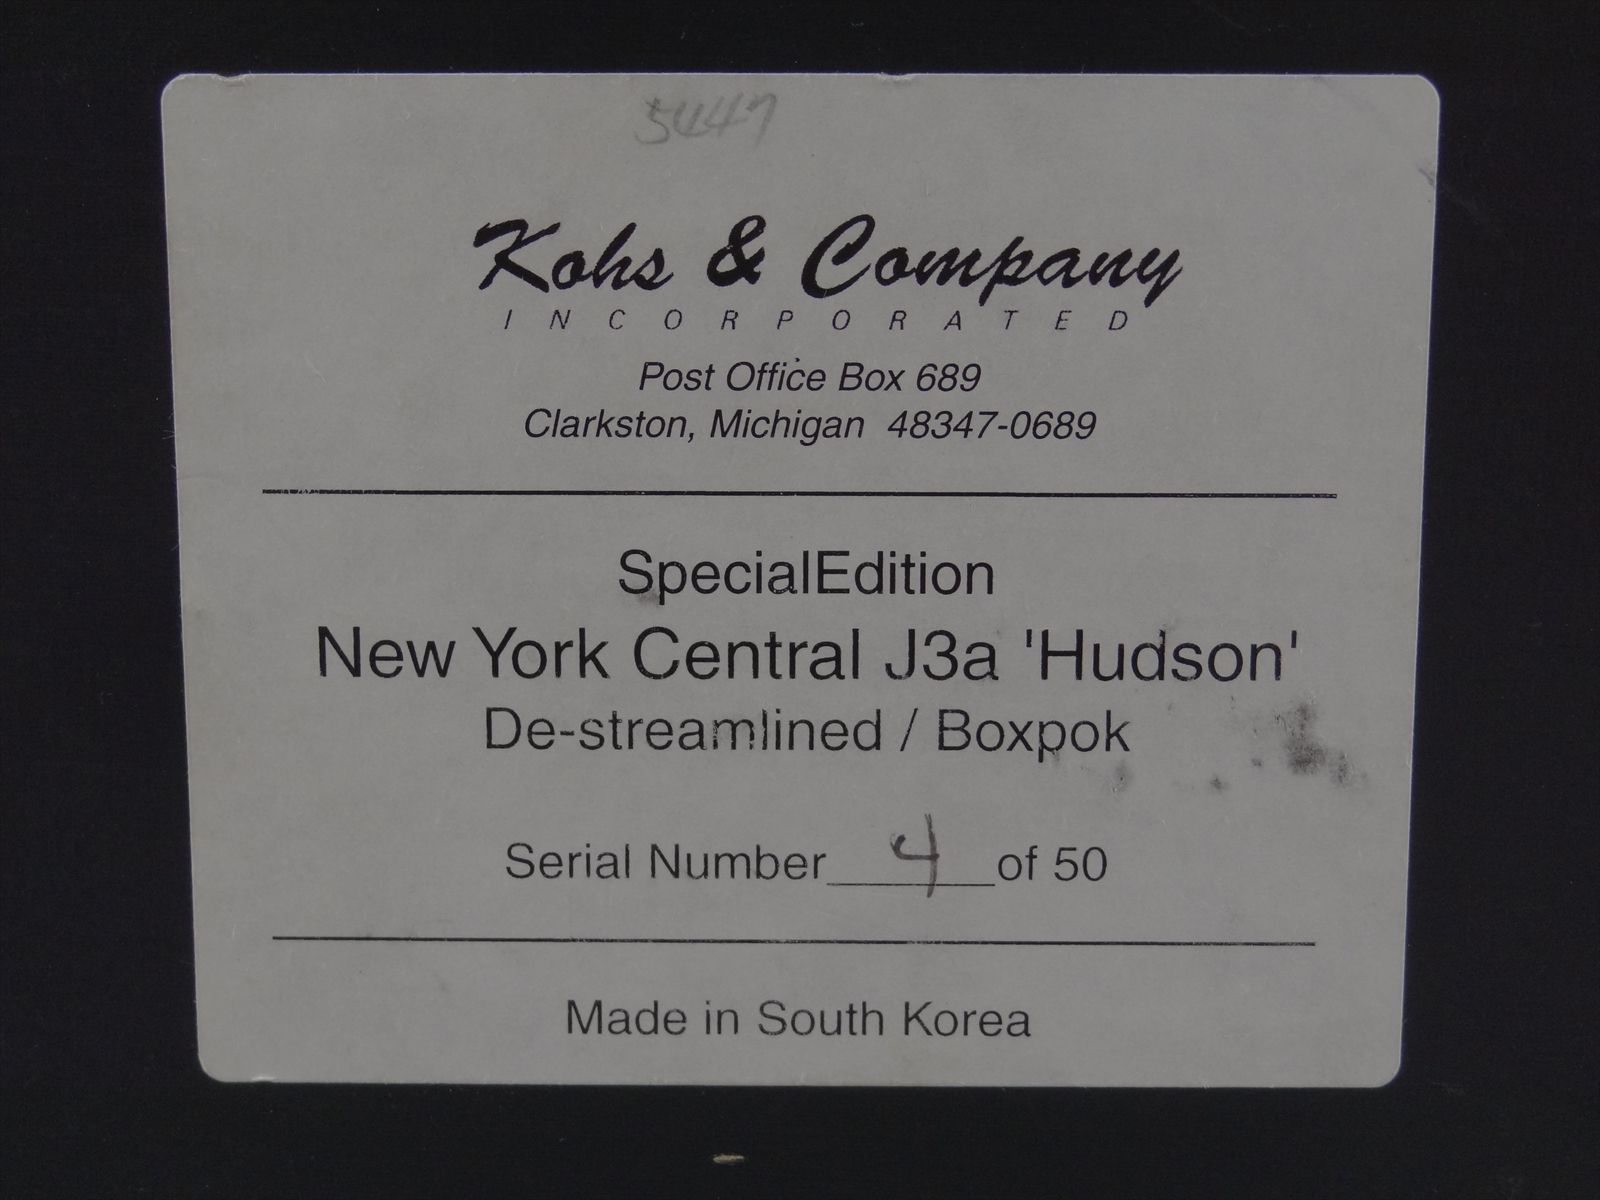 5447
Kohs & Company
INCORPORATED
Post Office Box 689
Clarkston, Michigan 48347-0689
SpecialEdition
New York Central J3a 'Hudson'
De-streamlined / Boxpok
Serial Number 4 of 50
Made in South Korea